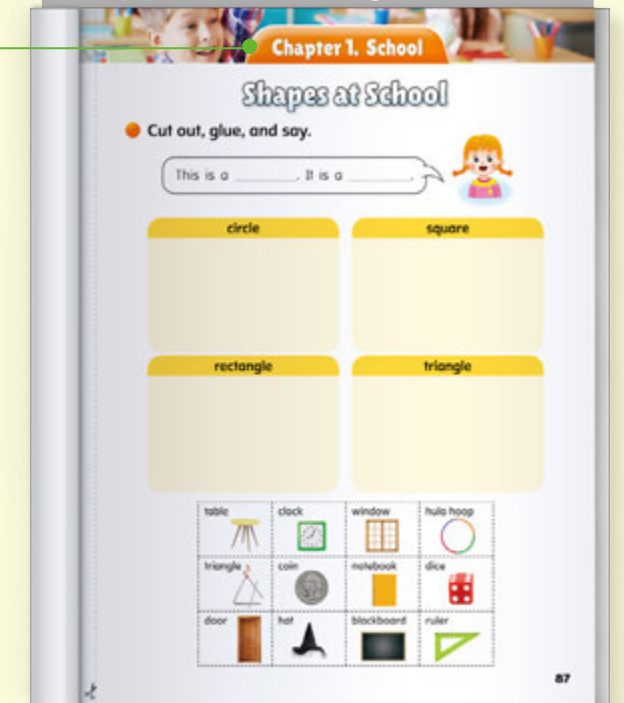 Chapter 1. School
Shapes at School
Cut out, glue, and say.
This is a ________. It is a ________.
circle square
rectangle triangle
table clock window hula hoop
triangle coin notebook dice
door hat blackboard ruler
87